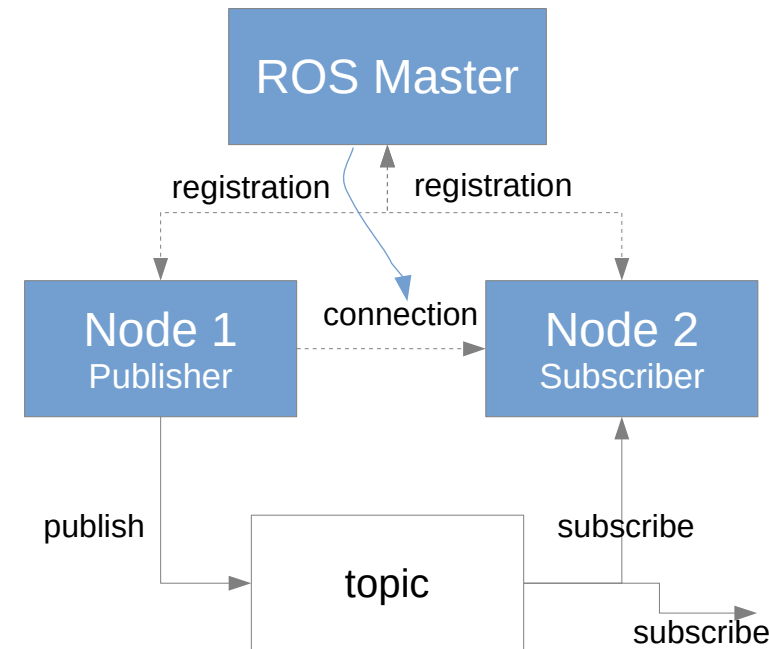 ROS Master
registration
registration
connection
Node 1
Publisher
Node 2
Subscriber
publish
subscribe
topic
subscribe